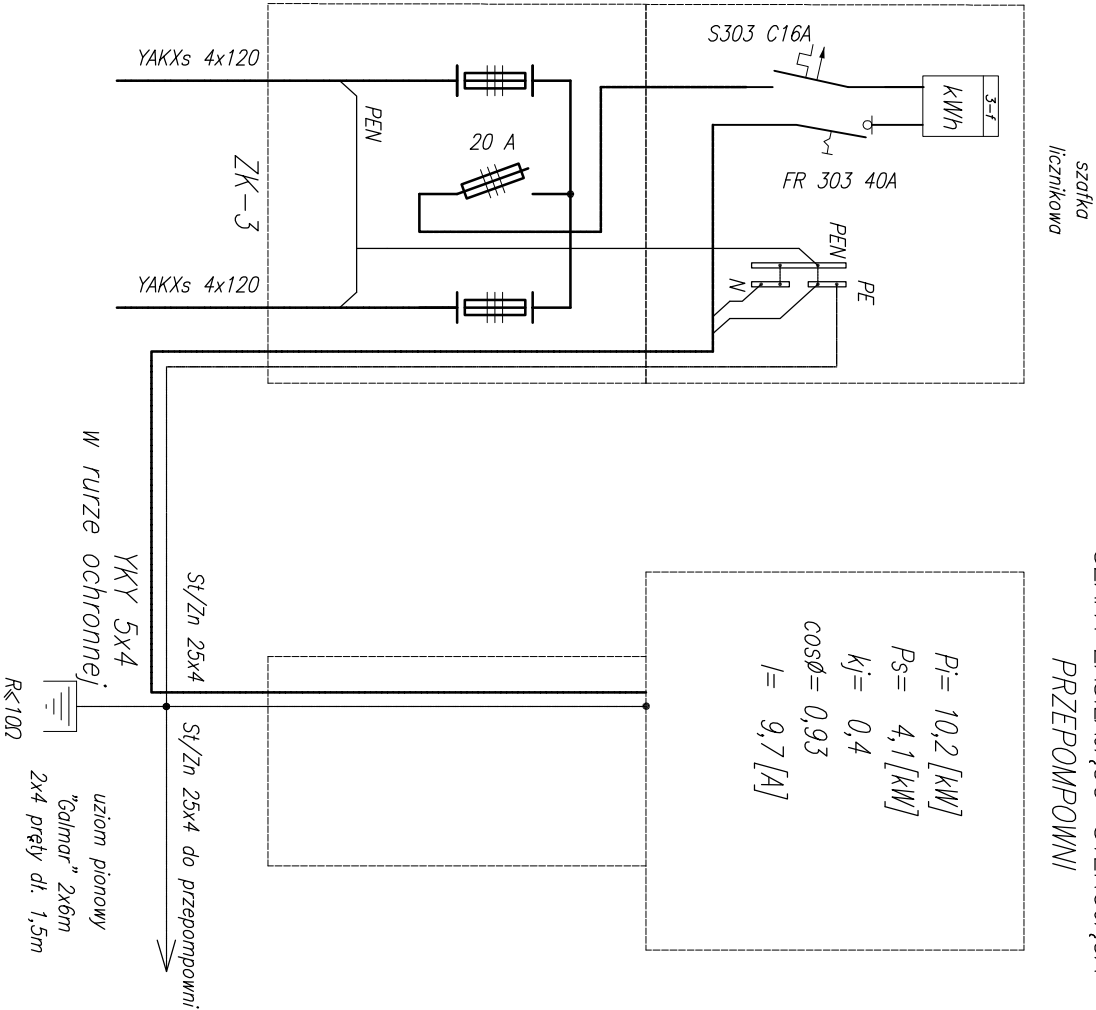 S303 C16A
3-f
kWh
FR 303 40A
szafka
licznikowa
YAKXs 4x120
PEN
20 A
ZK-3
YAKXs 4x120
PEN
N
PE
YKY 5x4
w rurze ochronnej
St/Zn 25x4
St/Zn 25x4 do przepompowni
R≤10Ω
uziom pionowy
"Galmar" 2x6m
2x4 pręty dł. 1,5m
PRZEPOMPOWNI
Pi= 10,2 [kW]
Ps= 4,1 [kW]
kj= 0,4
cosø= 0,93
I= 9,7 [A]